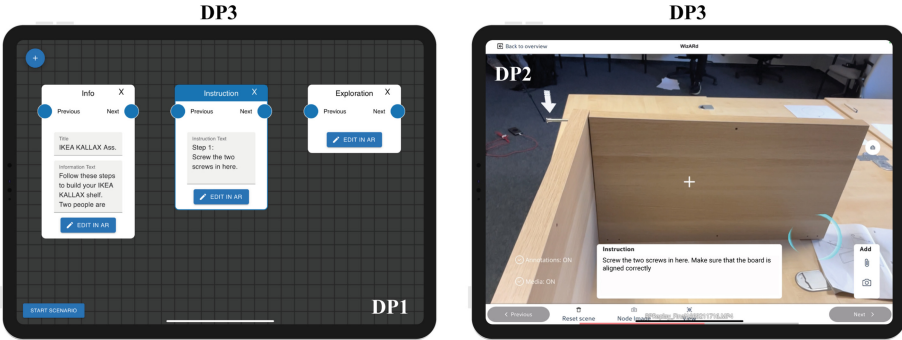 DP3
DP3
+
Info X
Previous Next
Title
IKEA KALLAX Ass.
Information Text
Follow these steps
to build your IKEA
KALLAX shelf.
Two people are
EDIT IN AR
Instruction X
Previous Next
Instruction Text
Step 1:
Screw the two
screws in here.
EDIT IN AR
Exploration X
Previous Next
EDIT IN AR
START SCENARIO
DP1
Back to overview
WizARd
DP2
Annotations: ON
Media: ON
Instruction
Screw the two screws in here. Make sure that the board is
aligned correctly
Add
Previous
Reset scene
Node Image
View
Next